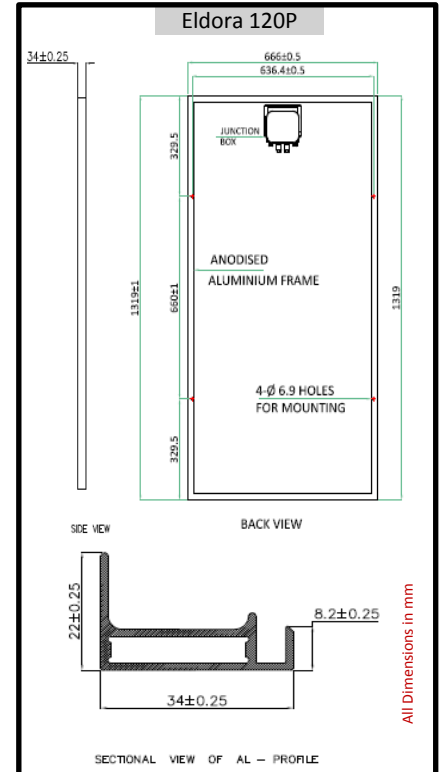 Eldora 120P
34±0.25
666±0.5
636.4±0.5
JUNCTION
BOX
329.5
ANODISED
ALUMINIUM FRAME
1319±1
660±1
1319
4-Ø 6.9 HOLES
FOR MOUNTING
329.5
SIDE VIEW
BACK VIEW
22±0.25
8.2±0.25
34±0.25
All Dimensions in mm
SECTIONAL VIEW OF AL – PROFILE